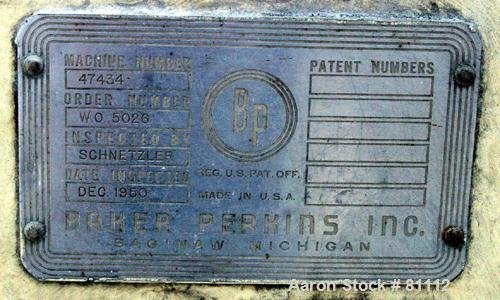 MACHINE NUMBER
47434
ORDER NUMBER
W.O. 5026
INSPECTED BY
SCHNETZLER
DATE INSPECTED
DEC. 1950
BP
REG. U.S. PAT. OFF.
MADE IN U.S.A.
PATENT NUMBERS
BAKER PERKINS INC.
SAGINAW MICHIGAN
Aaron Stock # 81112